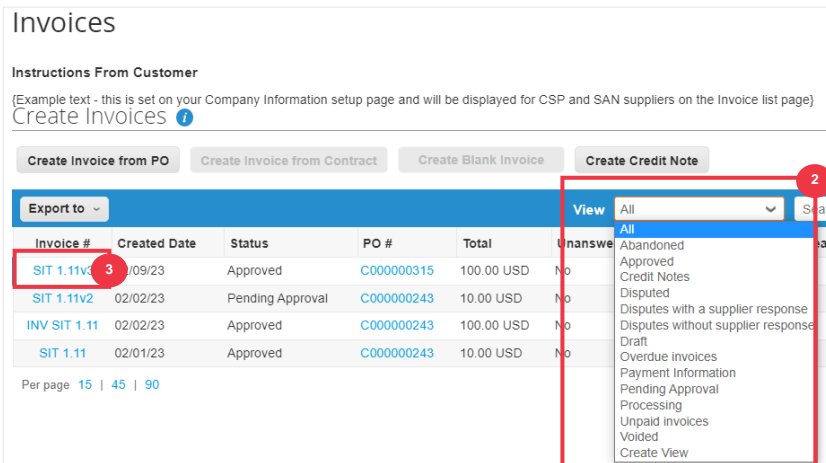 Invoices
Instructions From Customer
{Example text - this is set on your Company Information setup page and will be displayed for CSP and SAN suppliers on the Invoice list page}
Create Invoices i
Create Invoice from PO Create Invoice from Contract Create Blank Invoice Create Credit Note
2
Export to View All Sea
Invoice # Created Date Status PO # Total Unanswe
SIT 1.11v3 3 /09/23 Approved C000000315 100.00 USD No
SIT 1.11v2 02/02/23 Pending Approval C000000243 10.00 USD No
INV SIT 1.11 02/02/23 Approved C000000243 100.00 USD No
SIT 1.11 02/01/23 Approved C000000243 10.00 USD No
Per page 15 | 45 | 90
All
Abandoned
Approved
Credit Notes
Disputed
Disputes with a supplier response
Disputes without supplier response
Draft
Overdue invoices
Payment Information
Pending Approval
Processing
Unpaid invoices
Voided
Create View